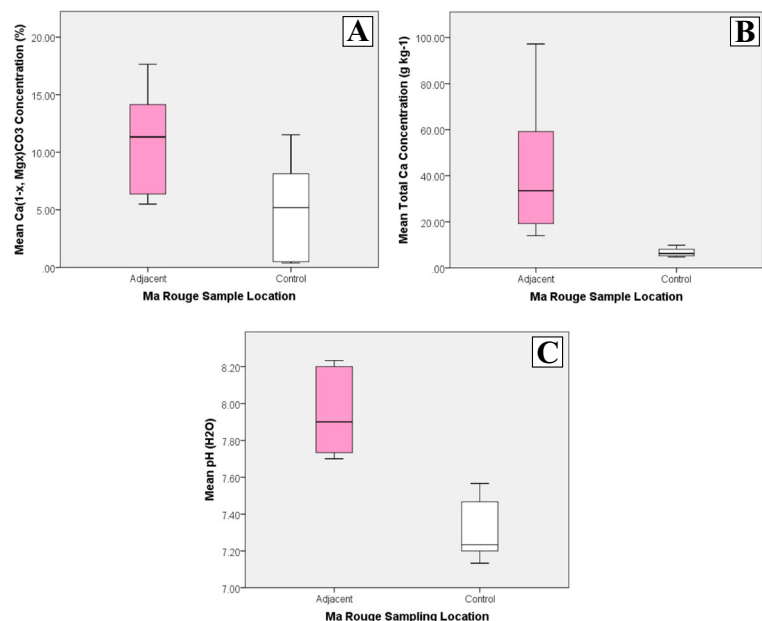 A
Mean Ca(1-x, Mgx)CO3 Concentration (%)
20.00
15.00
10.00
5.00
.00
Adjacent
Control
Ma Rouge Sample Location
B
Mean Total Ca Concentration (g kg-1)
100.00
80.00
60.00
40.00
20.00
.00
Adjacent
Control
Ma Rouge Sample Location
C
Mean pH (H2O)
8.20
8.00
7.80
7.60
7.40
7.20
7.00
Adjacent
Control
Ma Rouge Sampling Location